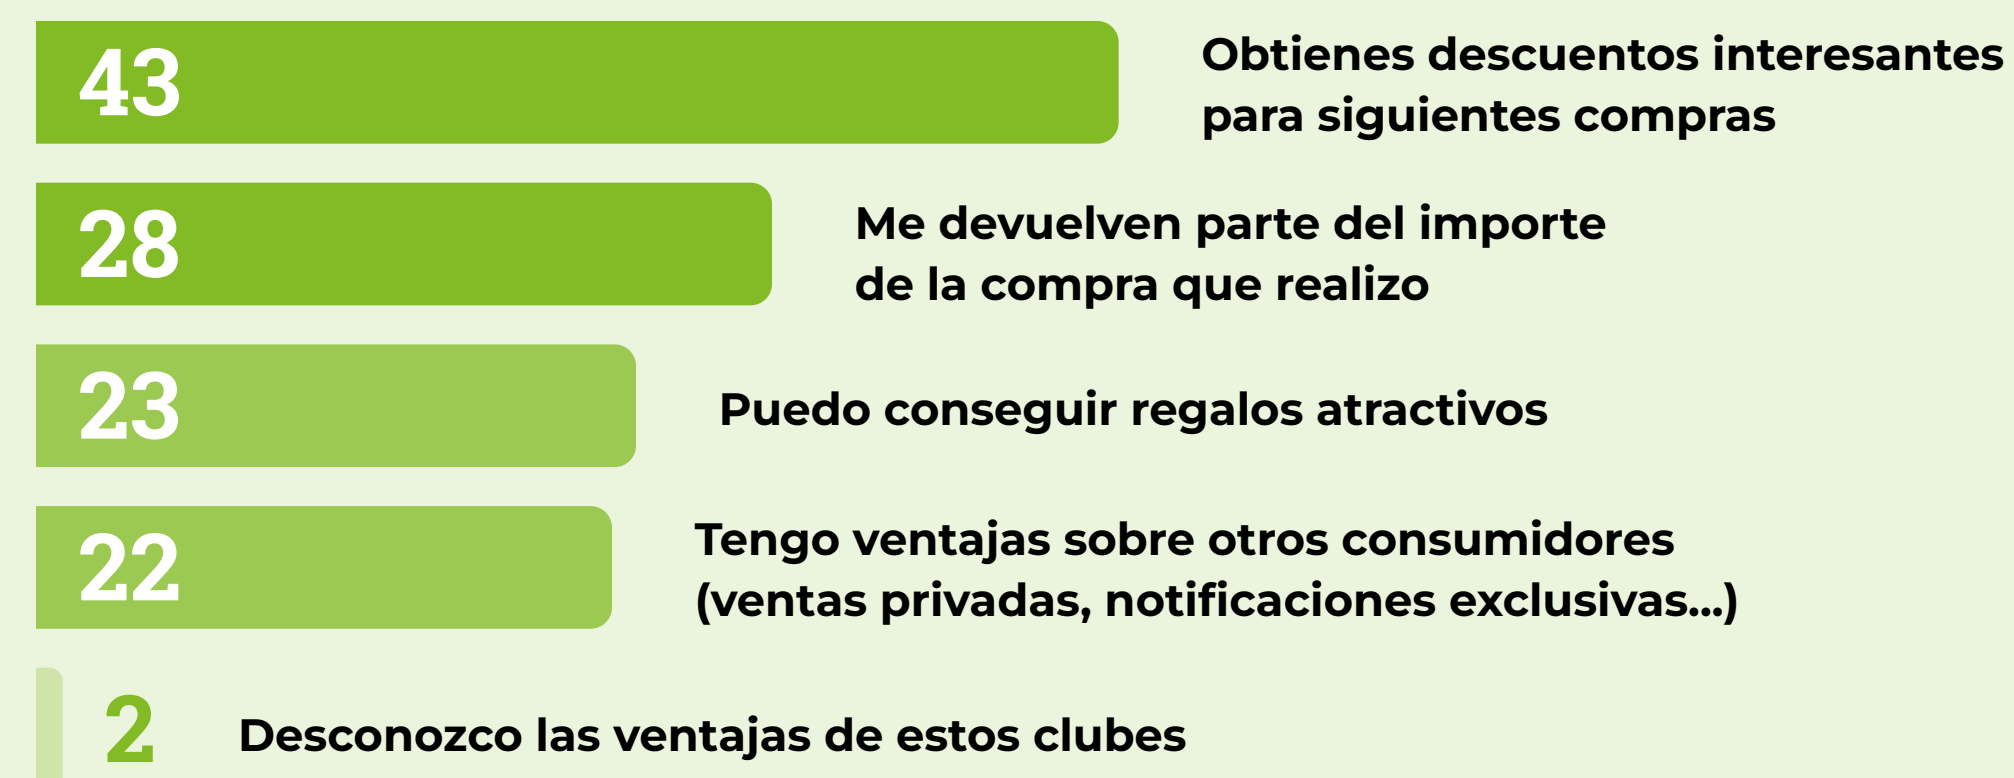 43
Obtienes descuentos interesantes
para siguientes compras
28
Me devuelven parte del importe
de la compra que realizo
23
Puedo conseguir regalos atractivos
22
Tengo ventajas sobre otros consumidores
(ventas privadas, notificaciones exclusivas...)
2
Desconozco las ventajas de estos clubes